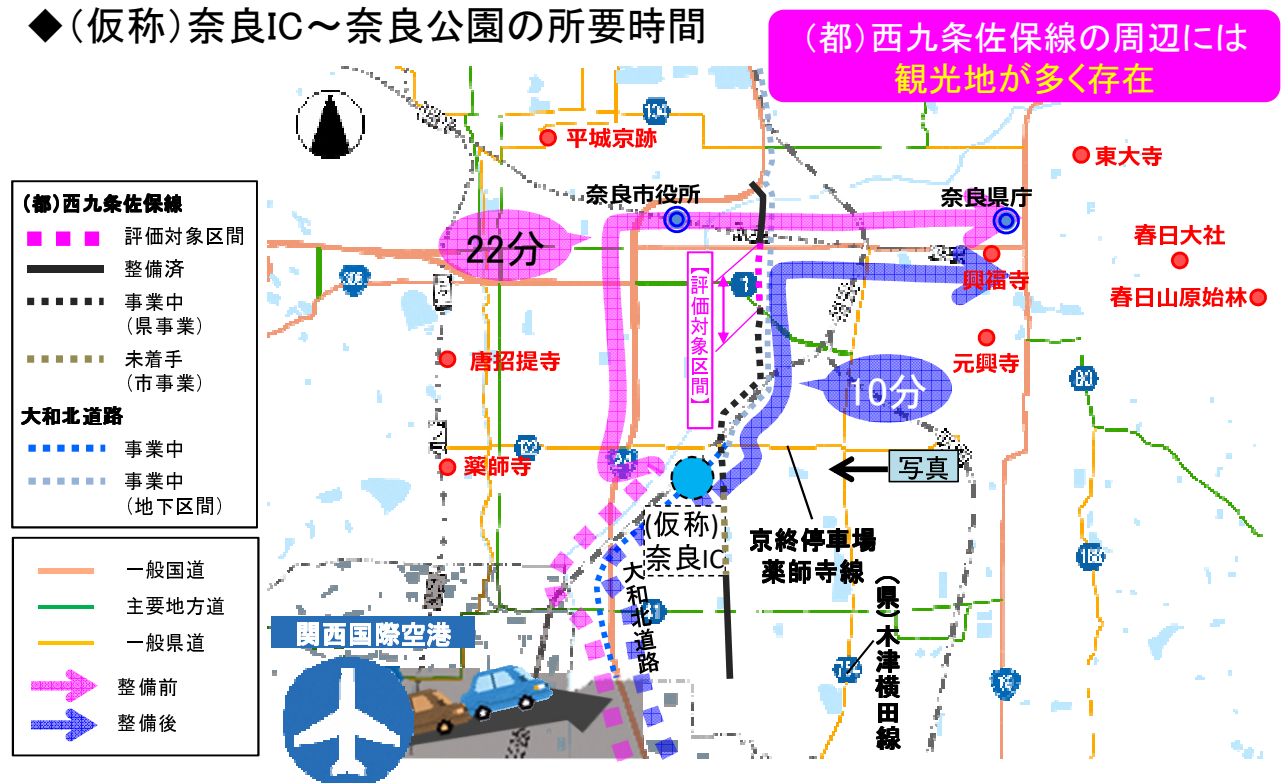 ◆(仮称)奈良IC～奈良公園の所要時間
(都)西九条佐保線の周辺には
観光地が多く存在
(都)西九条佐保線
評価対象区間
整備済
事業中
(県事業)
未着手
(市事業)
大和北道路
事業中
事業中
(地下区間)
一般国道
主要地方道
一般県道
整備前
整備後
平城京跡
東大寺
奈良市役所
奈良県庁
22分
春日大社
興福寺
春日山原始林
【評価対象区間】
元興寺
唐招提寺
10分
薬師寺
写真
(仮称)
奈良IC
京終停車場
薬師寺線
大和北道路
(県)木津横田線
関西国際空港